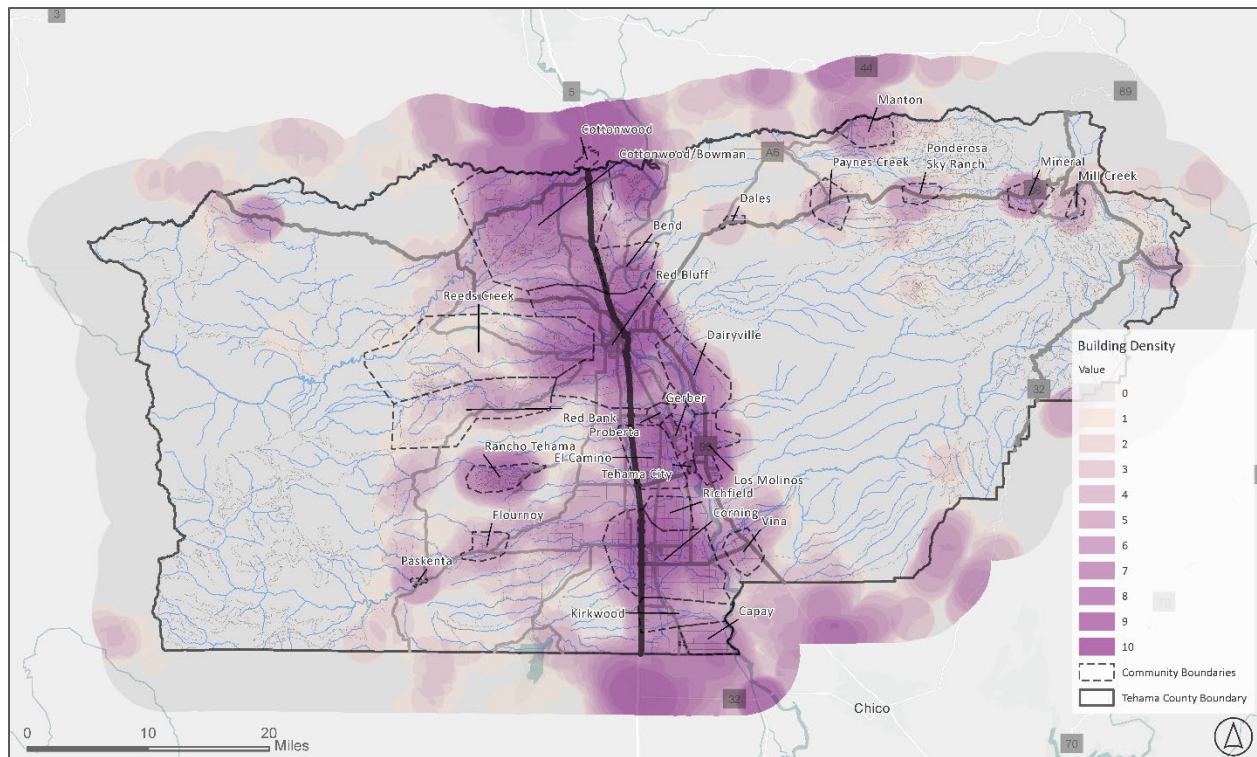 3
44
5
89
Manton
Cottonwood
Cottonwood/Bowman
A6
Paynes Creek
Ponderosa
Sky Ranch
Mineral
Mill Creek
Dales
Bend
Red Bluff
Reeds Creek
Dairyville
Building Density
Value
0
1
2
3
4
5
6
7
8
9
10
Community Boundaries
Tehama County Boundary
32
Gerber
Red Bank
Proberta
Rancho Tehama
El Camino
Tehama City
Los Molinos
Richfield
Corning
Vina
Flournoy
Paskenta
Kirkwood
Capay
32
Chico
70
0
10
20
Miles